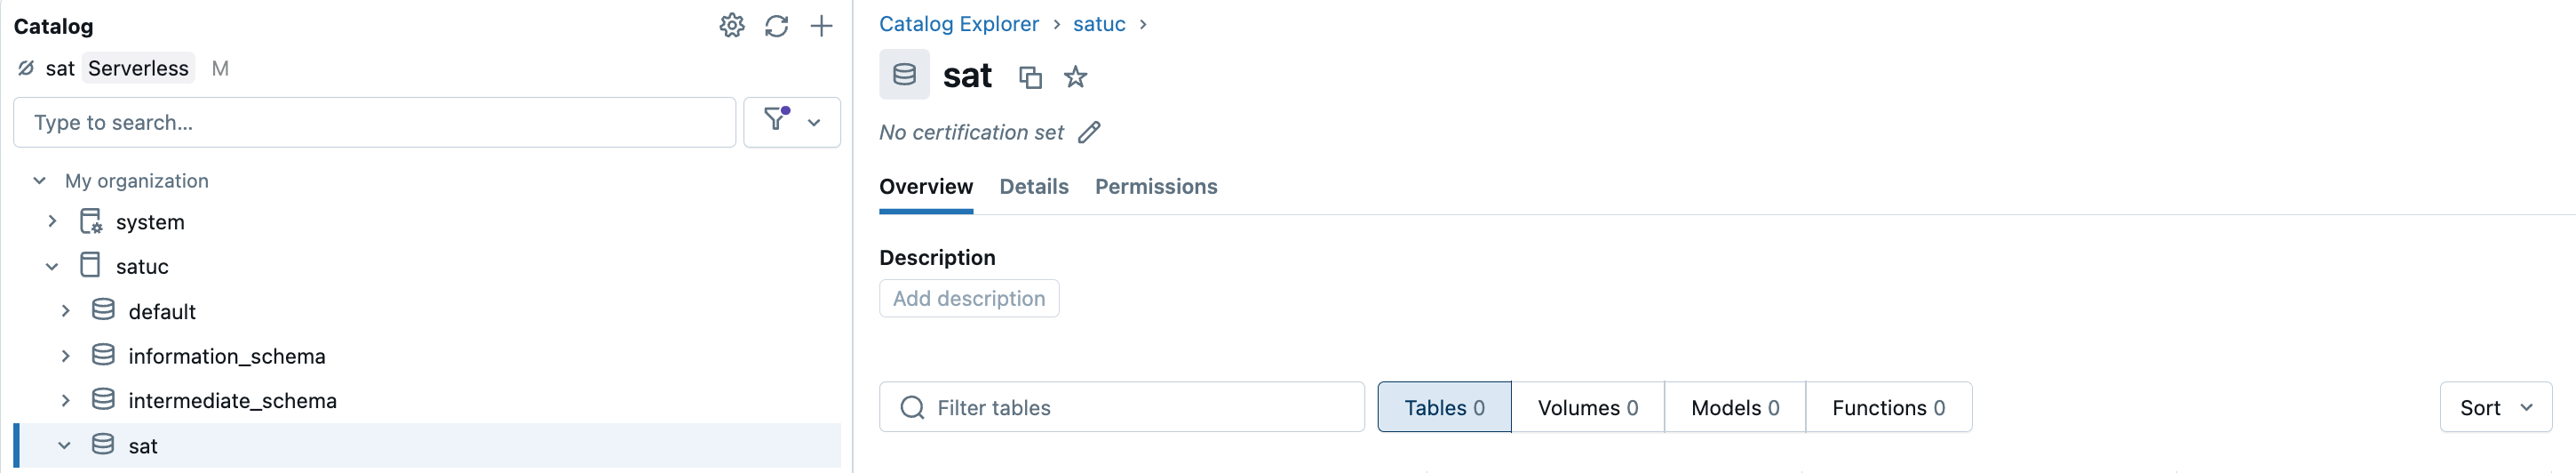 Catalog
sat Serverless M
Type to search...
My organization
system
satuc
default
information_schema
intermediate_schema
sat
Catalog Explorer > satuc >
sat
No certification set
Overview Details Permissions
Description
Add description
Filter tables
Tables 0 Volumes 0 Models 0 Functions 0
Sort